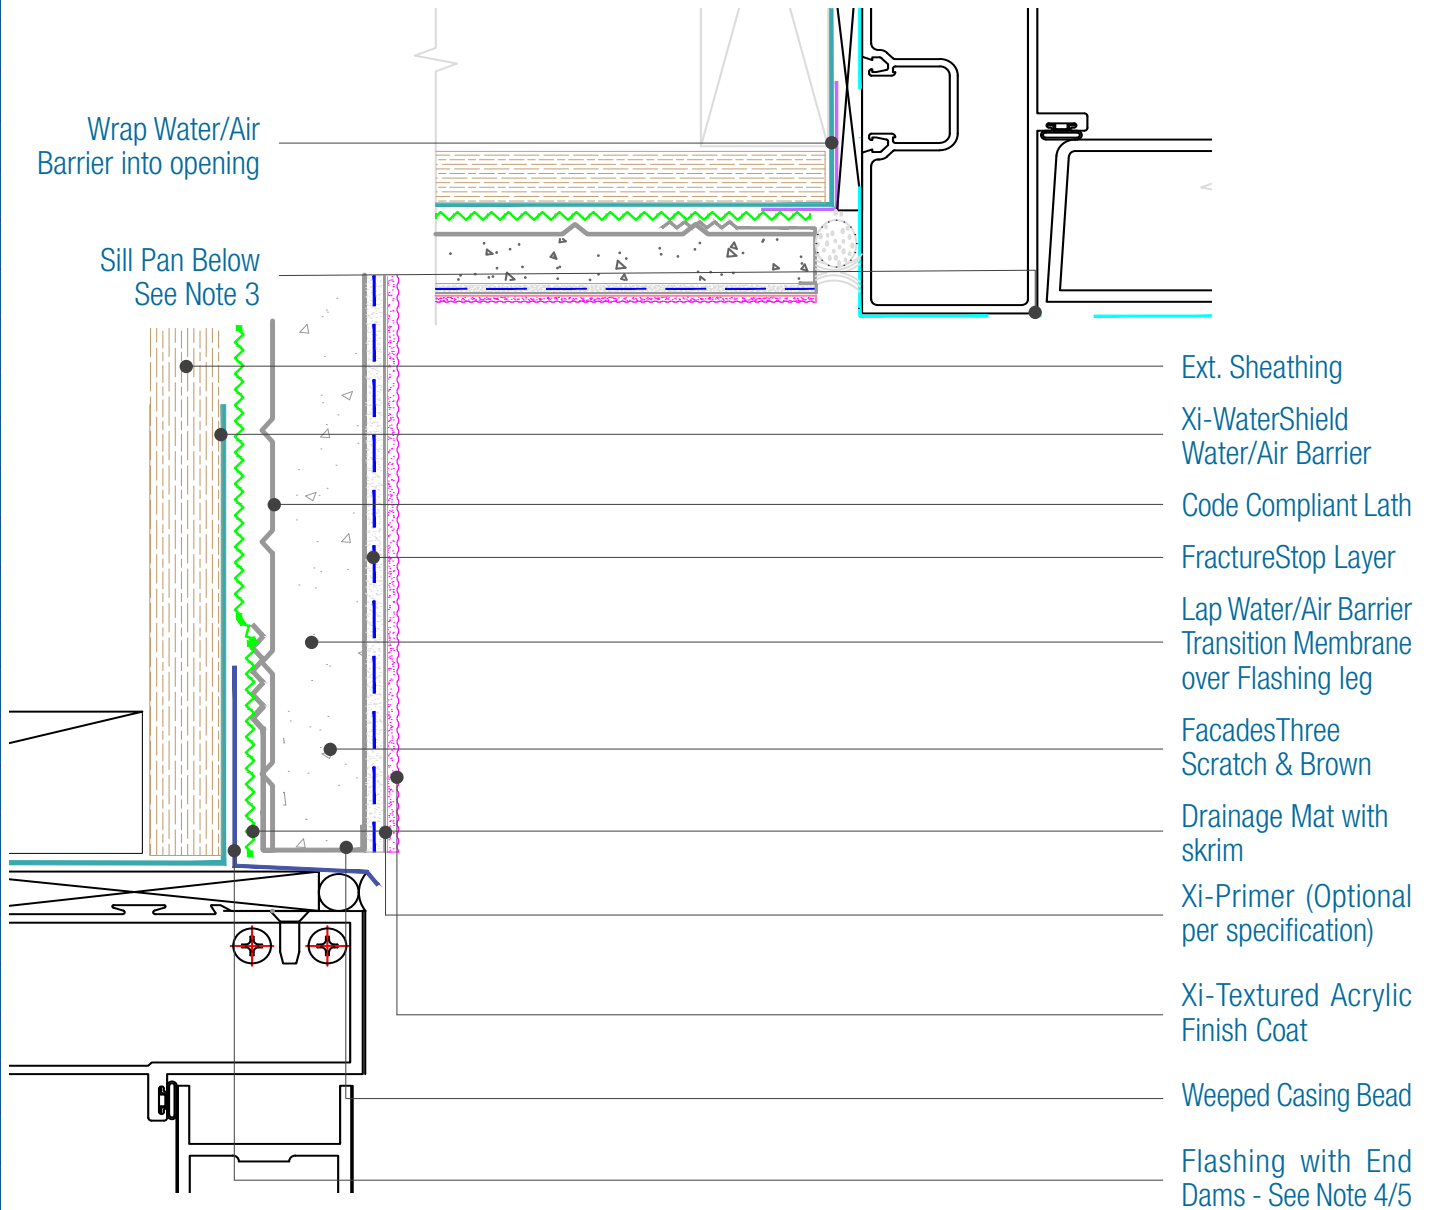 Wrap Water/Air
Barrier into opening
Sill Pan Below
See Note 3
Ext. Sheathing
Xi-WaterShield
Water/Air Barrier
Code Compliant Lath
FractureStop Layer
Lap Water/Air Barrier
Transition Membrane
over Flashing leg
FacadesThree
Scratch & Brown
Drainage Mat with
skrim
Xi-Primer (Optional
per specification)
Xi-Textured Acrylic
Finish Coat
Weeped Casing Bead
Flashing with End
Dams - See Note 4/5